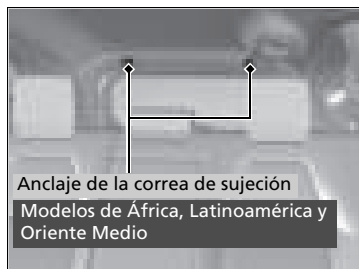 Anclaje de la correa de sujeción
Modelos de África, Latinoamérica y
Oriente Medio